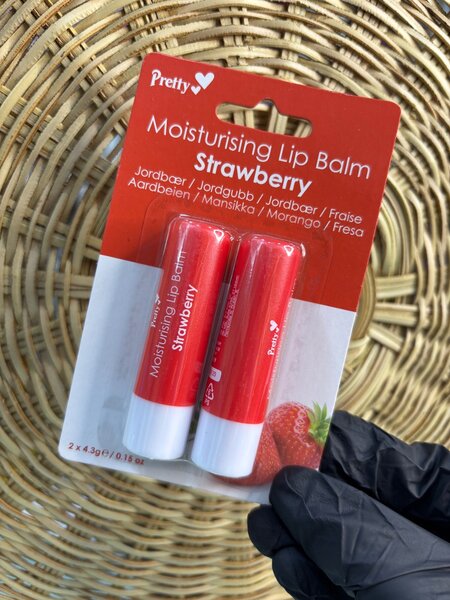 Pretty
Moisturising Lip Balm
Strawberry
Jordbær / Jordgubb / Jordbær / Fraise
Aardbeien / Mansikka / Morango / Fresa
Pretty
Moisturising Lip Balm
Strawberry
Pretty
2 x 4.3g e / 0.15 oz